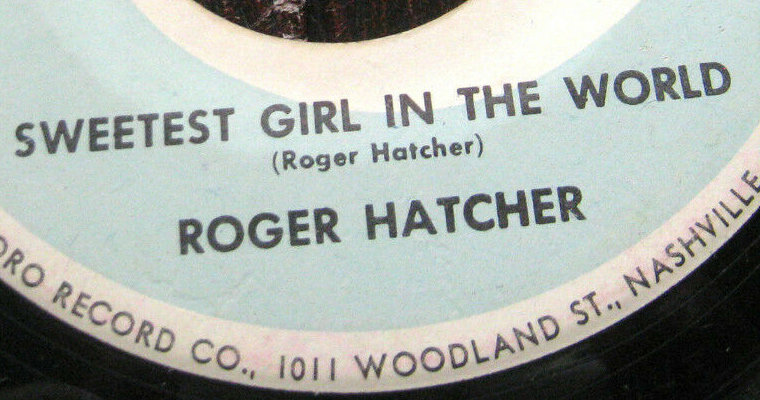 SWEETEST GIRL IN THE WORLD
(Roger Hatcher)
ROGER HATCHER
RECORD CO., 1011 WOODLAND ST., NASHVILLE